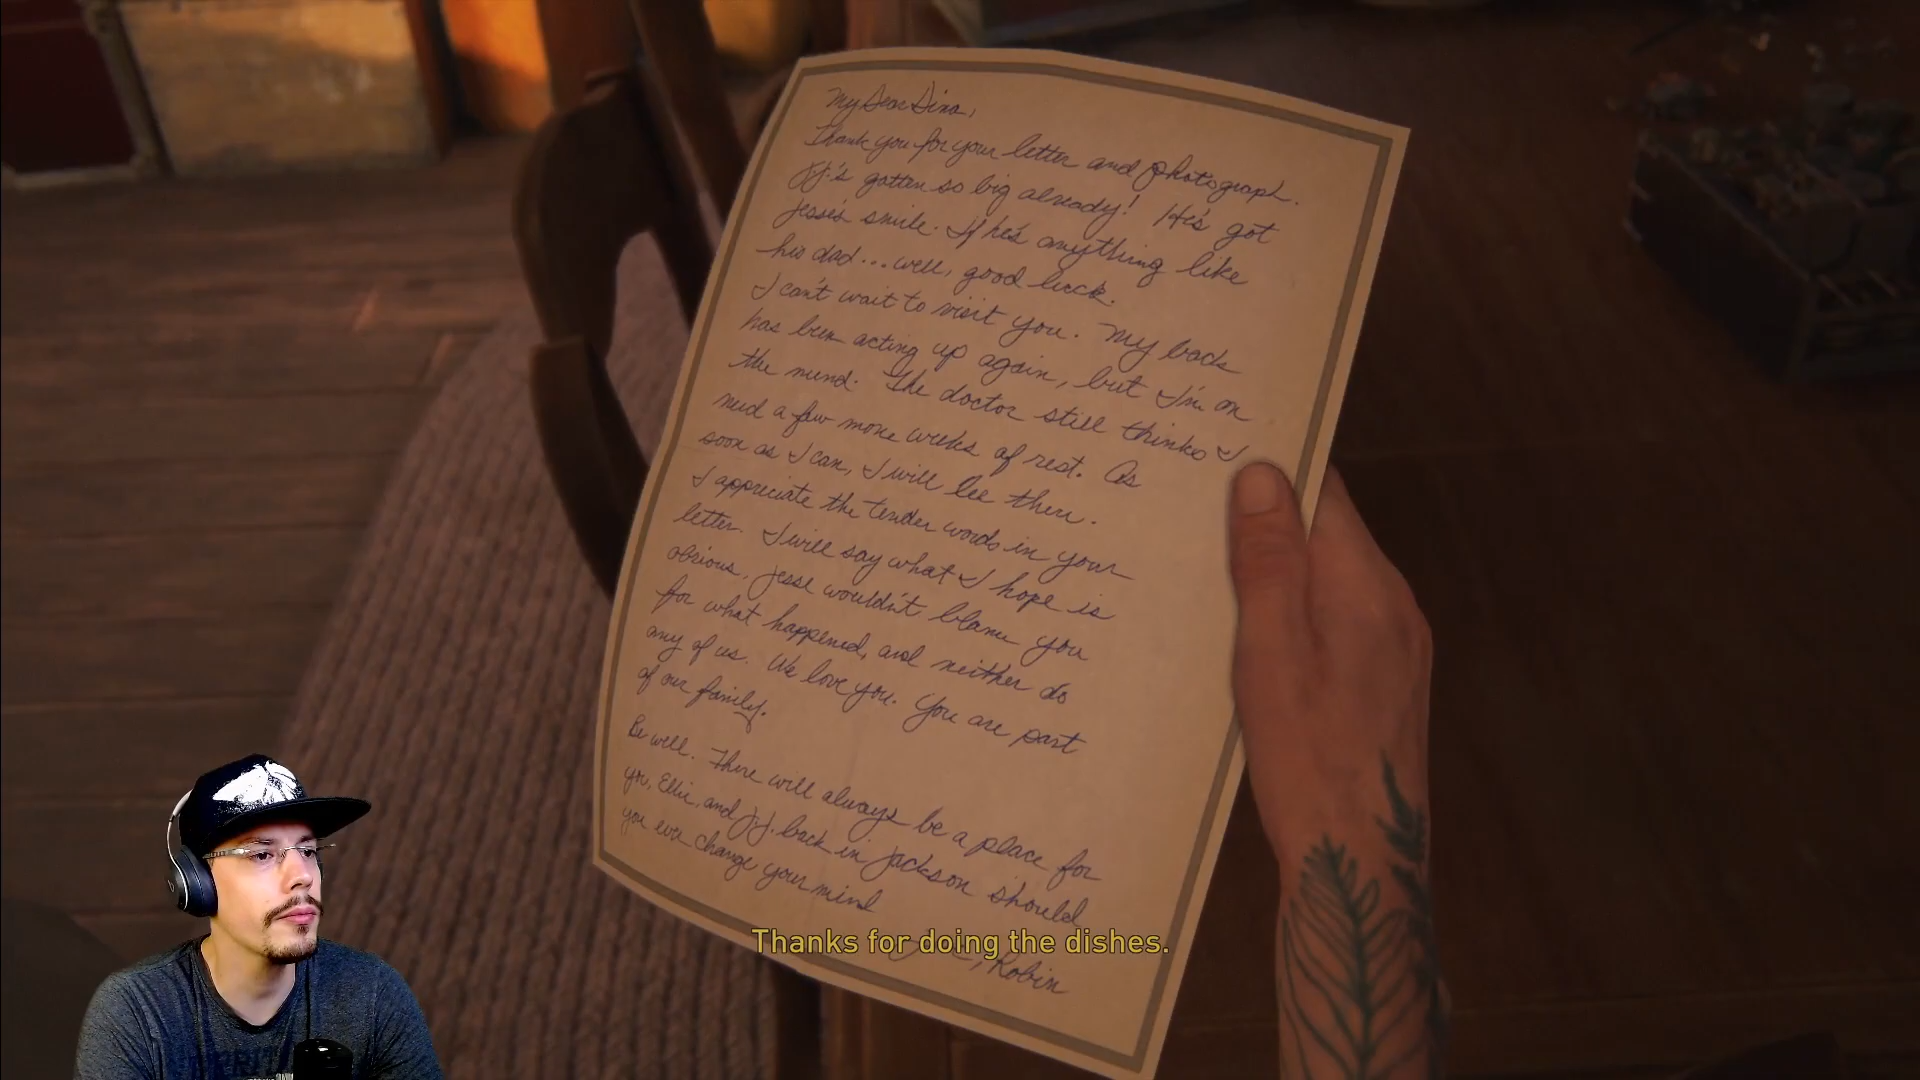 My Dear Dina,
Thank you for your letter and photograph.
JJ's gotten so big already! He's got
Jesse's smile. If he's anything like
his dad... well, good luck.
I can't wait to visit you. My back
has been acting up again, but I'm on
the mend. The doctor still thinks I
need a few more weeks of rest. As
soon as I can, I will be there.
I appreciate the tender words in your
letter. I will say what I hope is
obvious, Jesse wouldn't blame you
for what happened, and neither do
any of us. We love you. You are part
of our family.
Be well. There will always be a place for
you, Ellie, and J.J. back in Jackson should
you ever change your mind
Thanks for doing the dishes.
, Robin